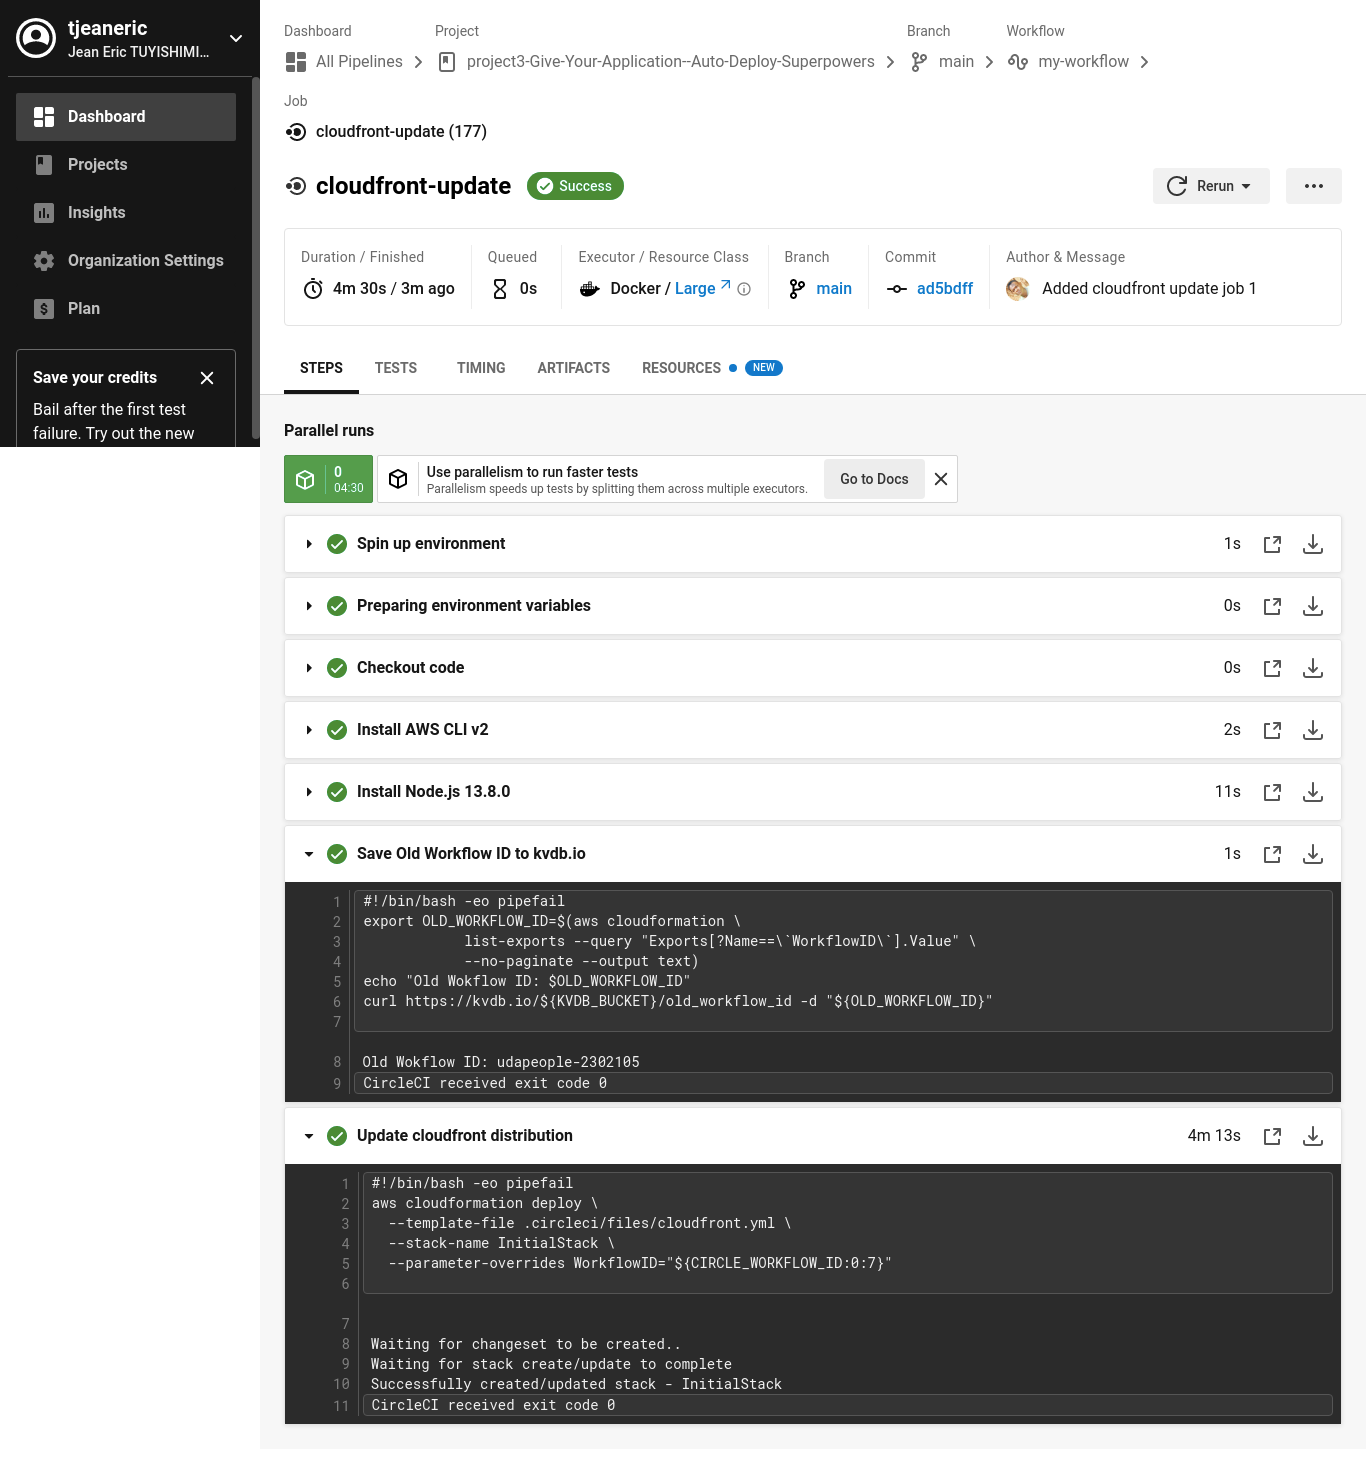 tjeaneric
Jean Eric TUYISHIMI...
Dashboard
Projects
Insights
Organization Settings
Plan
Save your credits
Bail after the first test
failure. Try out the new
Dashboard Project Branch Workflow
All Pipelines project3-Give-Your-Application--Auto-Deploy-Superpowers main my-workflow
Job
cloudfront-update (177)
cloudfront-update Success Rerun
Duration / Finished Queued Executor / Resource Class Branch Commit Author & Message
4m 30s / 3m ago 0s Docker / Large main ad5bdff Added cloudfront update job 1
STEPS TESTS TIMING ARTIFACTS RESOURCES NEW
Parallel runs
0
04:30
Use parallelism to run faster tests
Parallelism speeds up tests by splitting them across multiple executors.
Go to Docs
Spin up environment 1s
Preparing environment variables 0s
Checkout code 0s
Install AWS CLI v2 2s
Install Node.js 13.8.0 11s
Save Old Workflow ID to kvdb.io 1s
1 #!/bin/bash -eo pipefail
2 export OLD_WORKFLOW_ID=$(aws cloudformation \
3 list-exports --query "Exports[?Name==\`WorkflowID\`].Value" \
4 --no-paginate --output text)
5 echo "Old Wokflow ID: $OLD_WORKFLOW_ID"
6 curl https://kvdb.io/${KVDB_BUCKET}/old_workflow_id -d "${OLD_WORKFLOW_ID}"
7
8 Old Wokflow ID: udapeople-2302105
9 CircleCI received exit code 0
Update cloudfront distribution 4m 13s
1 #!/bin/bash -eo pipefail
2 aws cloudformation deploy \
3 --template-file .circleci/files/cloudfront.yml \
4 --stack-name InitialStack \
5 --parameter-overrides WorkflowID="${CIRCLE_WORKFLOW_ID:0:7}"
6
7
8 Waiting for changeset to be created..
9 Waiting for stack create/update to complete
10 Successfully created/updated stack - InitialStack
11 CircleCI received exit code 0